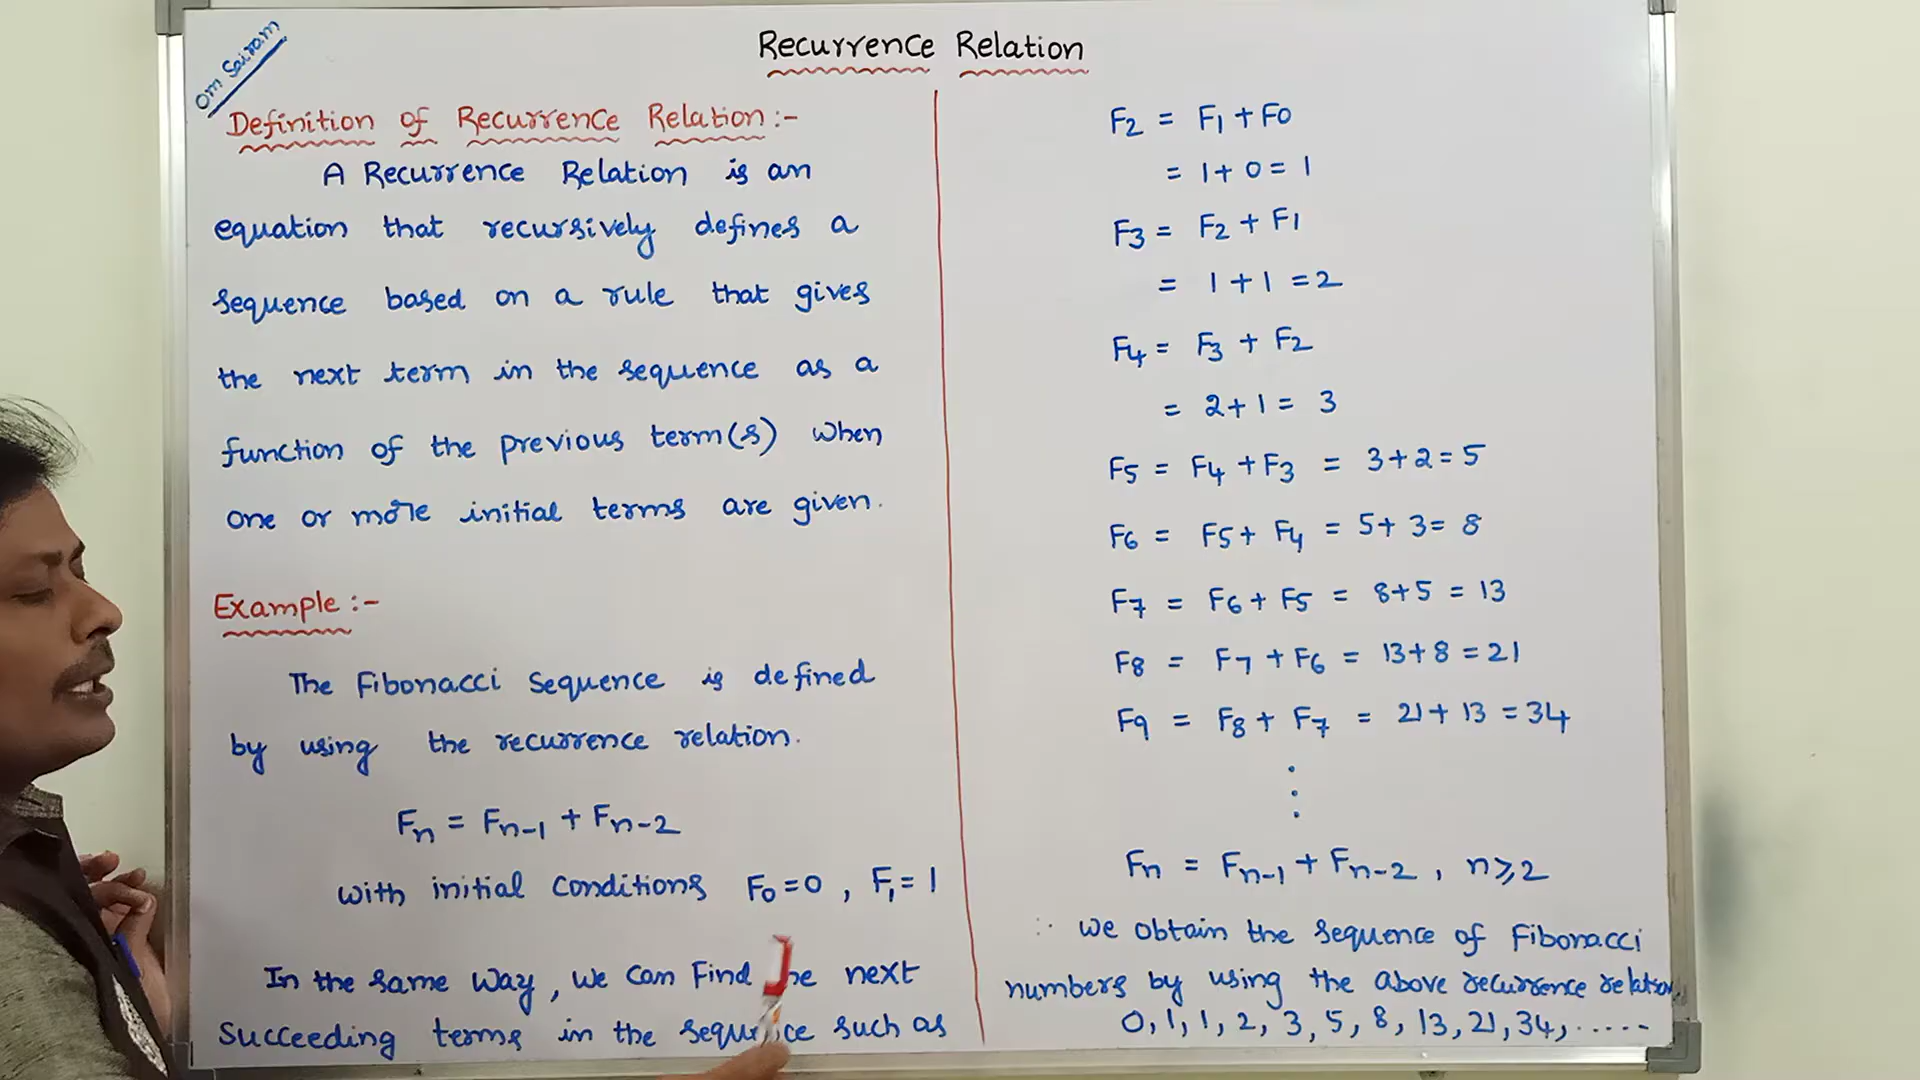 Om Sairam
Recurrence Relation
Definition of Recurrence Relation :-
A Recurrence Relation is an
equation that recursively defines a
sequence based on a rule that gives
the next term in the sequence as a
function of the previous term(s) when
one or more initial terms are given.
Example :-
The Fibonacci sequence is defined
by using the recurrence relation.
Fn = Fn-1 + Fn-2
with initial conditions F0 = 0 , F1 = 1
In the same way, we can find the next
succeeding terms in the sequence such as
F2 = F1 + F0
= 1 + 0 = 1
F3 = F2 + F1
= 1 + 1 = 2
F4 = F3 + F2
= 2 + 1 = 3
F5 = F4 + F3 = 3 + 2 = 5
F6 = F5 + F4 = 5 + 3 = 8
F7 = F6 + F5 = 8 + 5 = 13
F8 = F7 + F6 = 13 + 8 = 21
F9 = F8 + F7 = 21 + 13 = 34
⋮
Fn = Fn-1 + Fn-2 , n ≥ 2
∴ we obtain the sequence of Fibonacci
numbers by using the above recurrence relation.
0, 1, 1, 2, 3, 5, 8, 13, 21, 34, .....